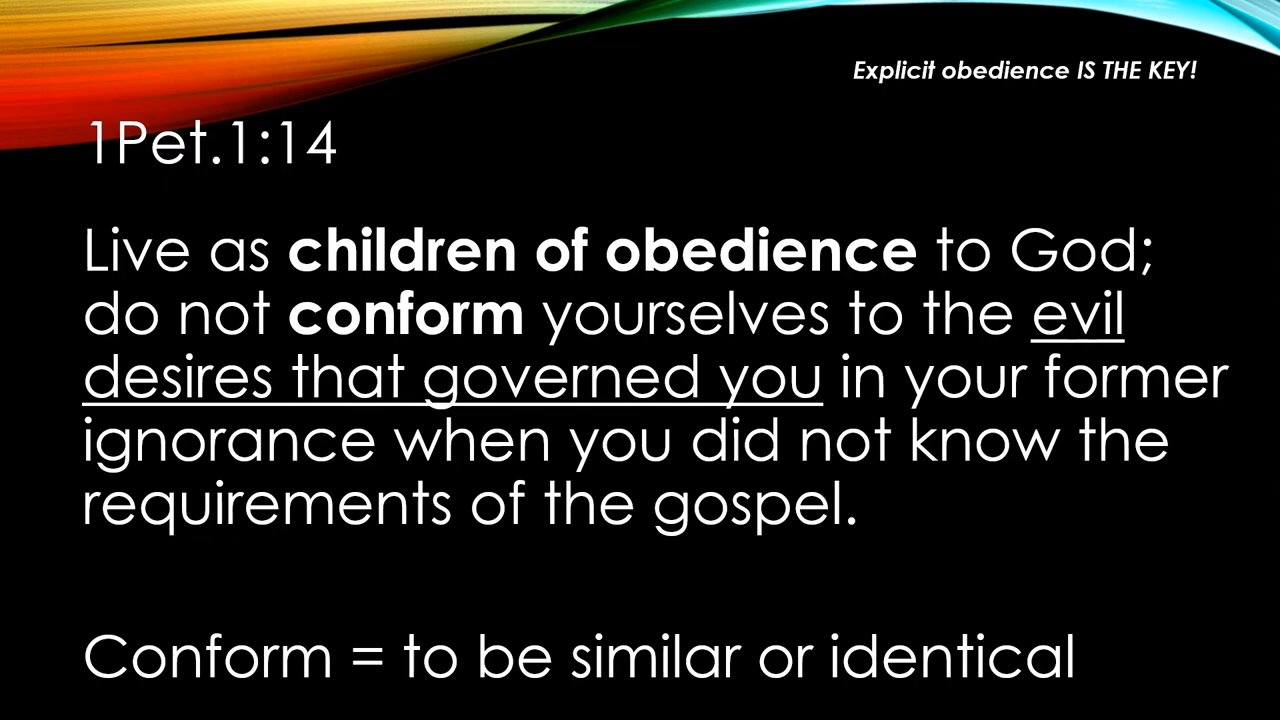 Explicit obedience IS THE KEY!
1Pet.1:14
Live as children of obedience to God;
do not conform yourselves to the evil
desires that governed you in your former
ignorance when you did not know the
requirements of the gospel.
Conform = to be similar or identical